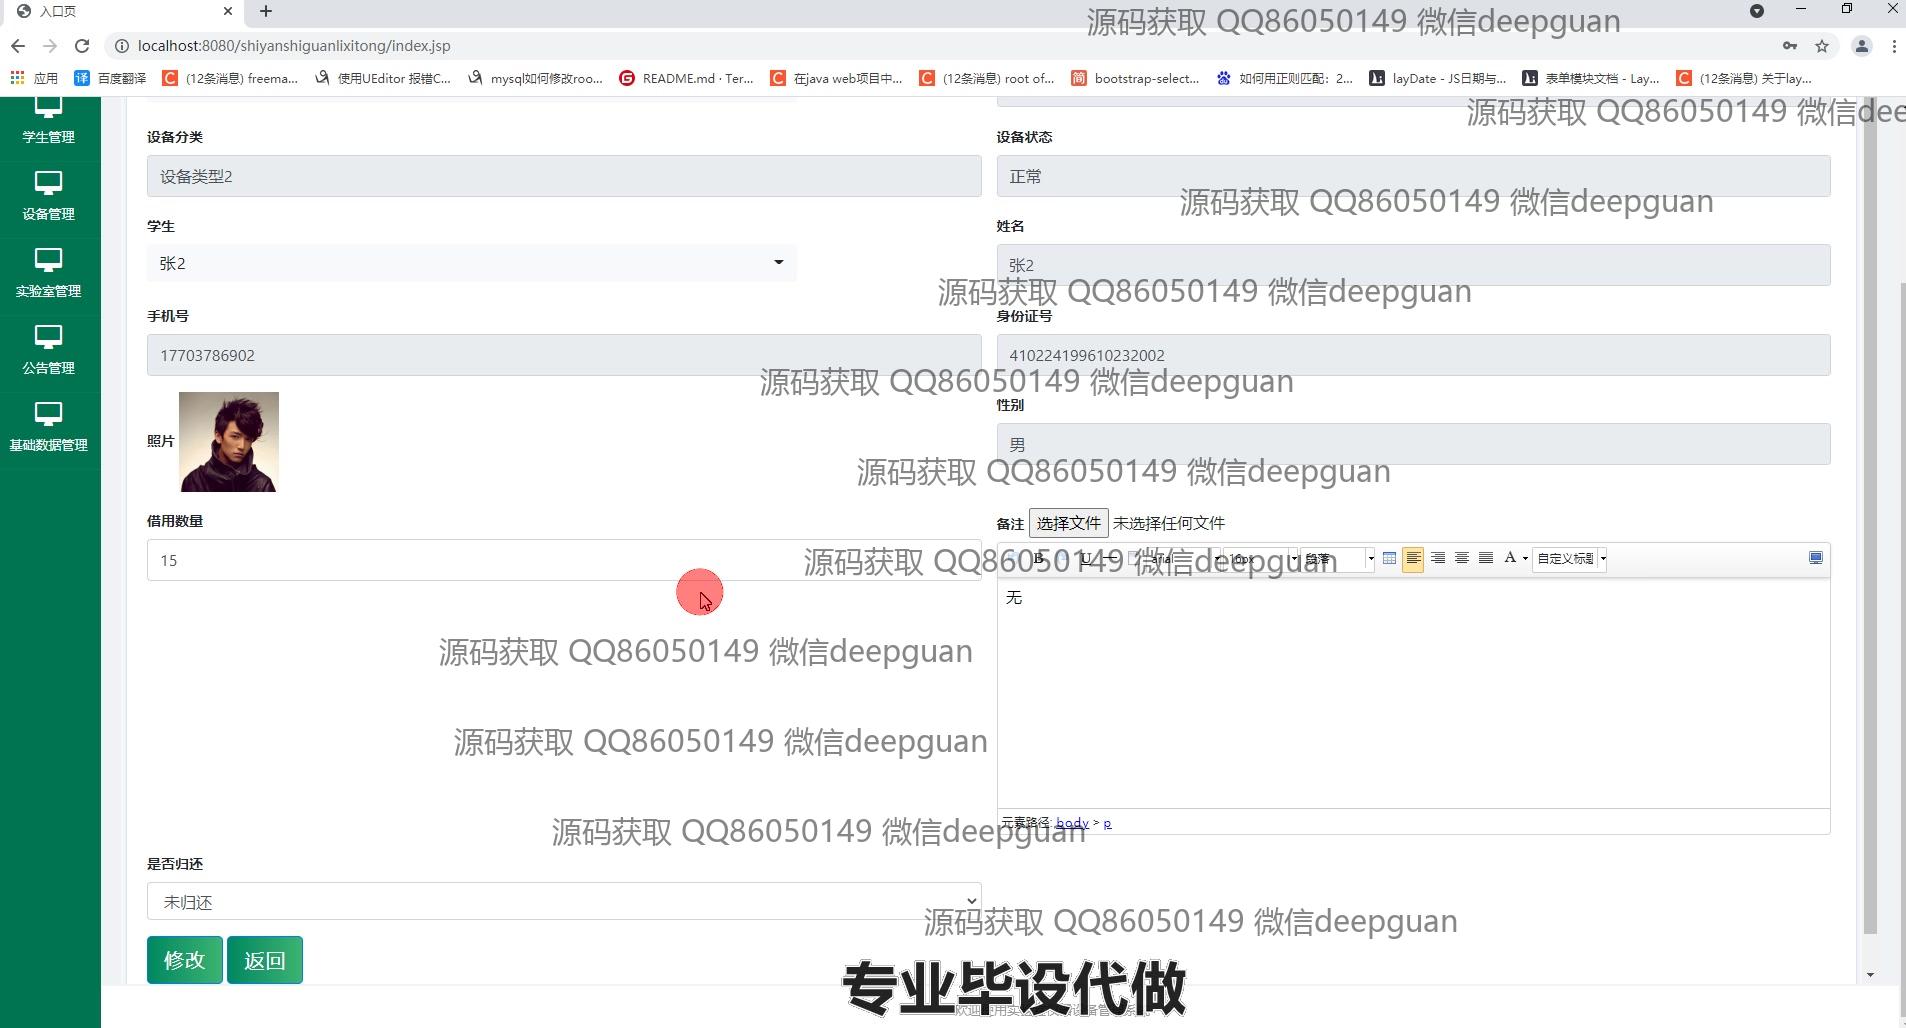 入口页
源码获取 QQ86050149 微信deepguan
localhost:8080/shiyanshiguanlixitong/index.jsp
应用 百度翻译 (12条消息) freema... 使用UEditor 报错C... mysql如何修改roo... README.md · Ter... 在java web项目中... (12条消息) root of... bootstrap-select... 如何用正则匹配：2... layDate - JS日期与... 表单模块文档 - Lay... (12条消息) 关于lay...
源码获取 QQ86050149 微信dee
学生管理
设备分类 设备状态
设备类型2 正常
源码获取 QQ86050149 微信deepguan
设备管理
学生 姓名
张2 张2
实验室管理
源码获取 QQ86050149 微信deepguan
手机号 身份证号
17703786902 410224199610232002
公告管理
源码获取 QQ86050149 微信deepguan
性别
照片 男
基础数据管理
源码获取 QQ86050149 微信deepguan
借用数量 备注 选择文件 未选择任何文件
15
B U arial 16px 段落 A 自定义标题
源码获取 QQ86050149 微信deepguan
无
源码获取 QQ86050149 微信deepguan
源码获取 QQ86050149 微信deepguan
元素路径: body > p
源码获取 QQ86050149 微信deepguan
是否归还
未归还
源码获取 QQ86050149 微信deepguan
修改 返回
专业毕设代做